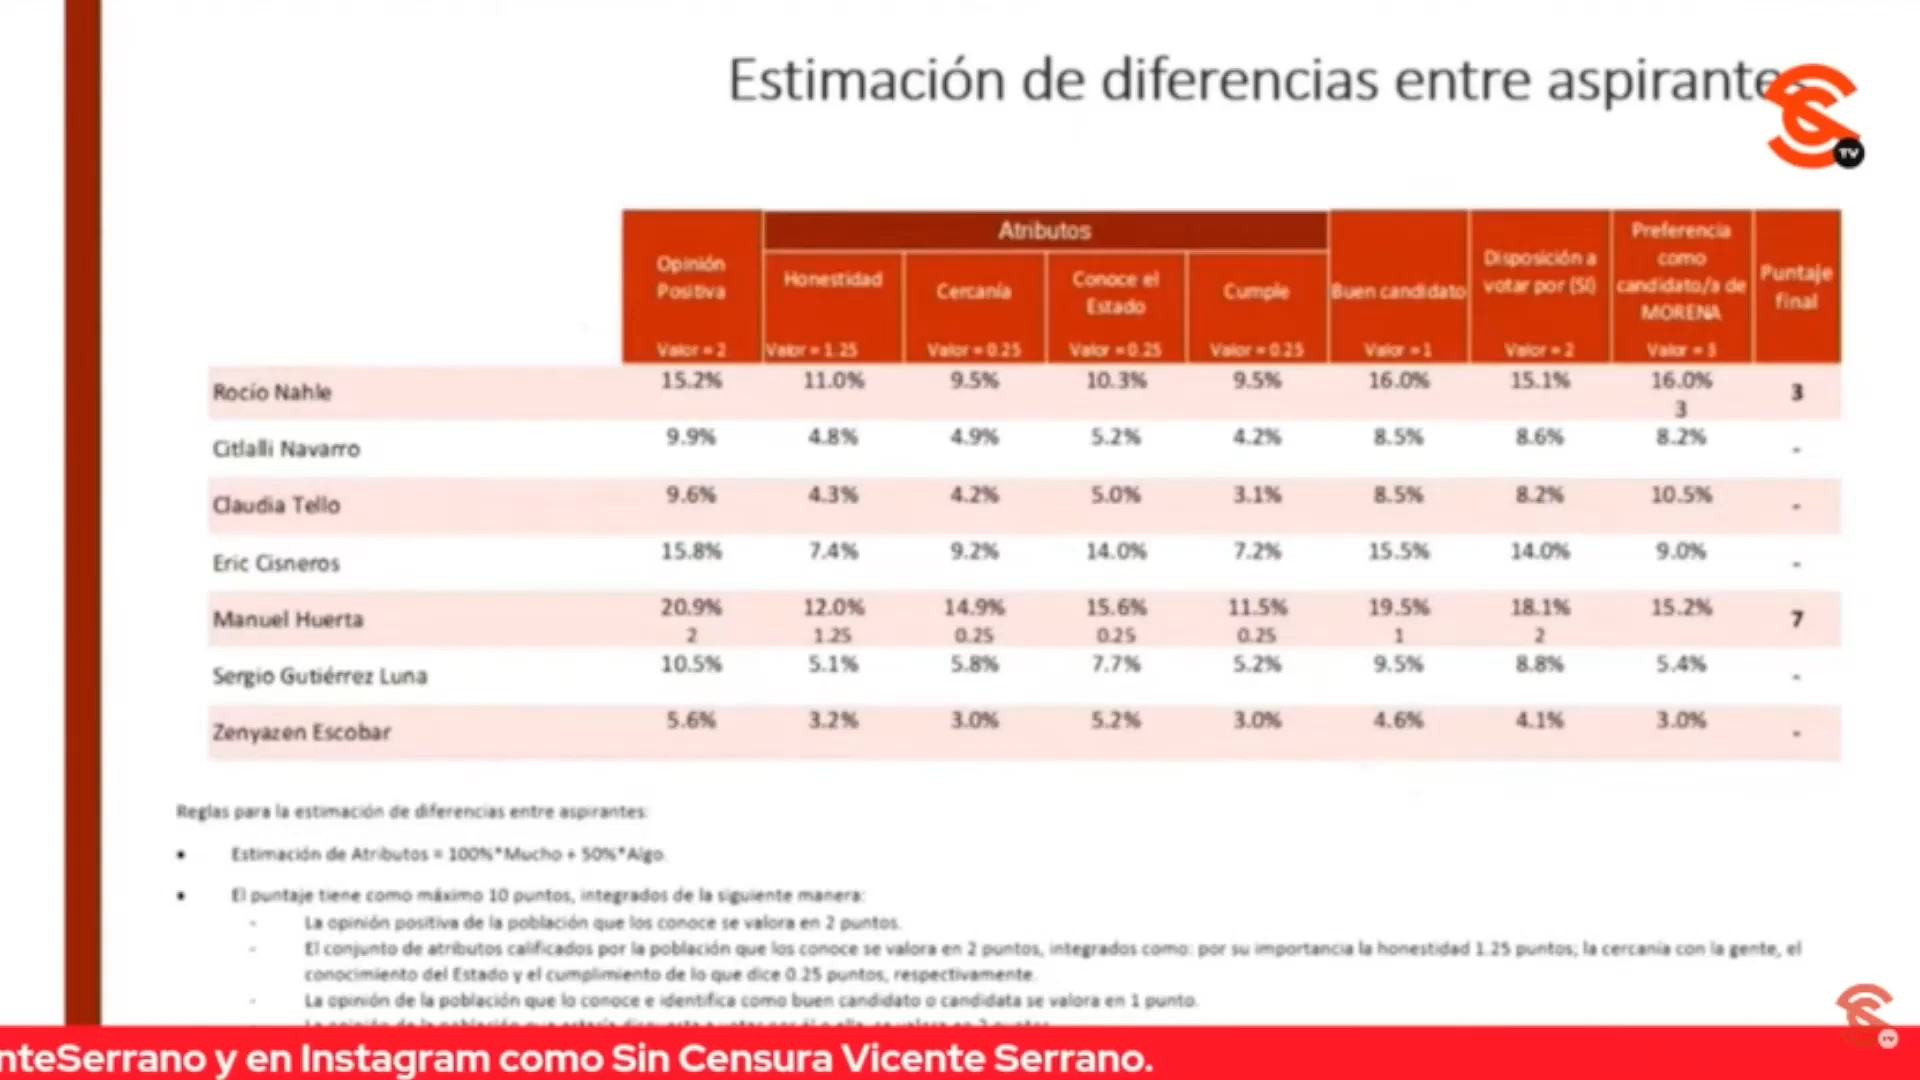 Estimación de diferencias entre aspirantes
TV
Atributos
Opinión Positiva Valor = 2
Honestidad Valor = 1.25
Cercanía Valor = 0.25
Conoce el Estado Valor = 0.25
Cumple Valor = 0.25
Buen candidato Valor = 1
Disposición a votar por (SI) Valor = 2
Preferencia como candidato/a de MORENA Valor = 3
Puntaje final
Rocío Nahle 15.2% 11.0% 9.5% 10.3% 9.5% 16.0% 15.1% 16.0% 3
3
Citlalli Navarro 9.9% 4.8% 4.9% 5.2% 4.2% 8.5% 8.6% 8.2% -
Claudia Tello 9.6% 4.3% 4.2% 5.0% 3.1% 8.5% 8.2% 10.5% -
Eric Cisneros 15.8% 7.4% 9.2% 14.0% 7.2% 15.5% 14.0% 9.0% -
Manuel Huerta 20.9% 12.0% 14.9% 15.6% 11.5% 19.5% 18.1% 15.2% 7
2 1.25 0.25 0.25 0.25 1 2
Sergio Gutiérrez Luna 10.5% 5.1% 5.8% 7.7% 5.2% 9.5% 8.8% 5.4% -
Zenyazen Escobar 5.6% 3.2% 3.0% 5.2% 3.0% 4.6% 4.1% 3.0% -
Reglas para la estimación de diferencias entre aspirantes:
• Estimación de Atributos = 100%*Mucho + 50%*Algo.
• El puntaje tiene como máximo 10 puntos, integrados de la siguiente manera:
- La opinión positiva de la población que los conoce se valora en 2 puntos.
- El conjunto de atributos calificados por la población que los conoce se valora en 2 puntos, integrados como: por su importancia la honestidad 1.25 puntos; la cercanía con la gente, el
conocimiento del Estado y el cumplimiento de lo que dice 0.25 puntos, respectivamente.
- La opinión de la población que lo conoce e identifica como buen candidato o candidata se valora en 1 punto.
nteSerrano y en Instagram como Sin Censura Vicente Serrano.
TV